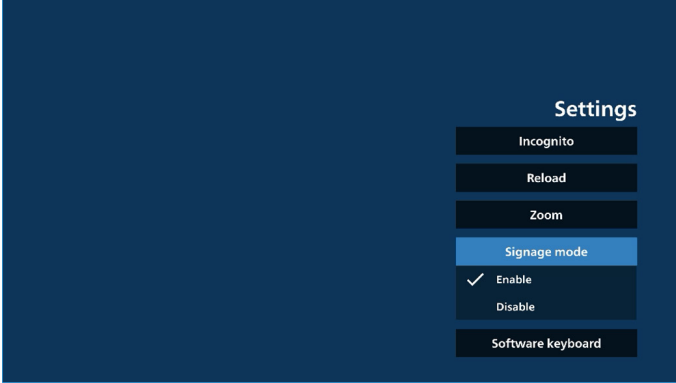 Settings
Incognito
Reload
Zoom
Signage mode
Enable
Disable
Software keyboard